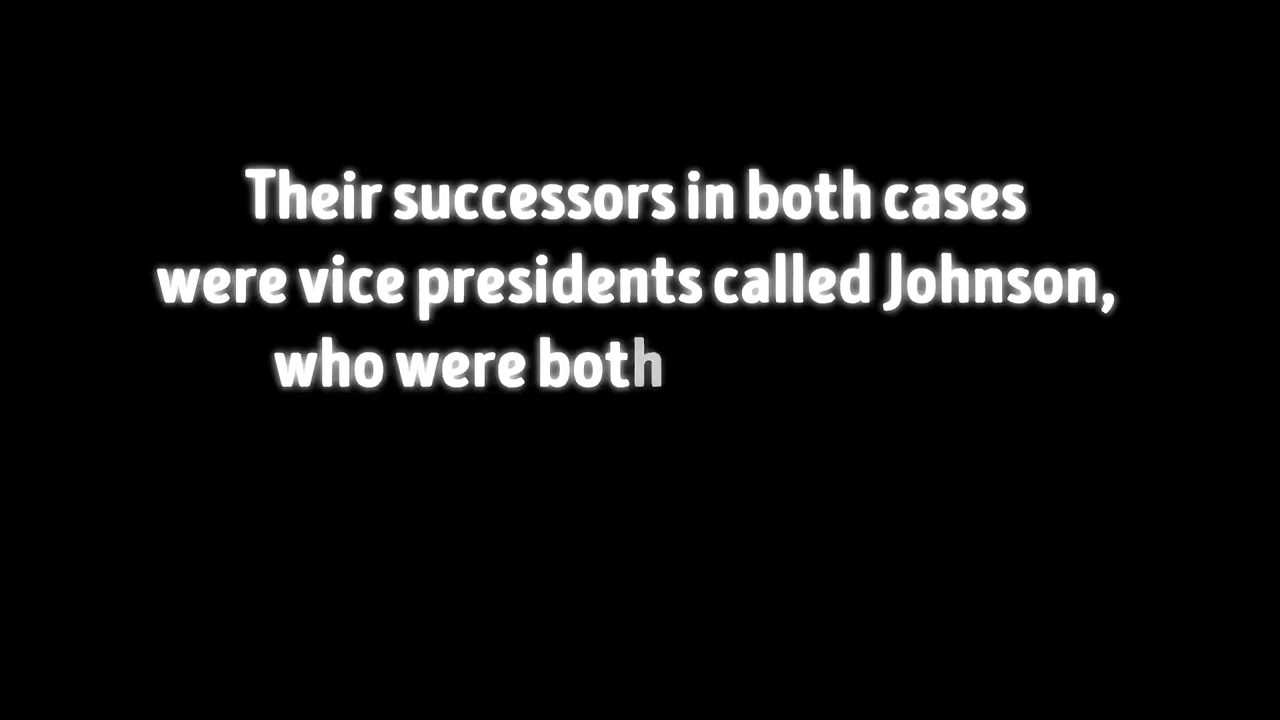 Their successors in both cases
were vice presidents called Johnson,
who were both